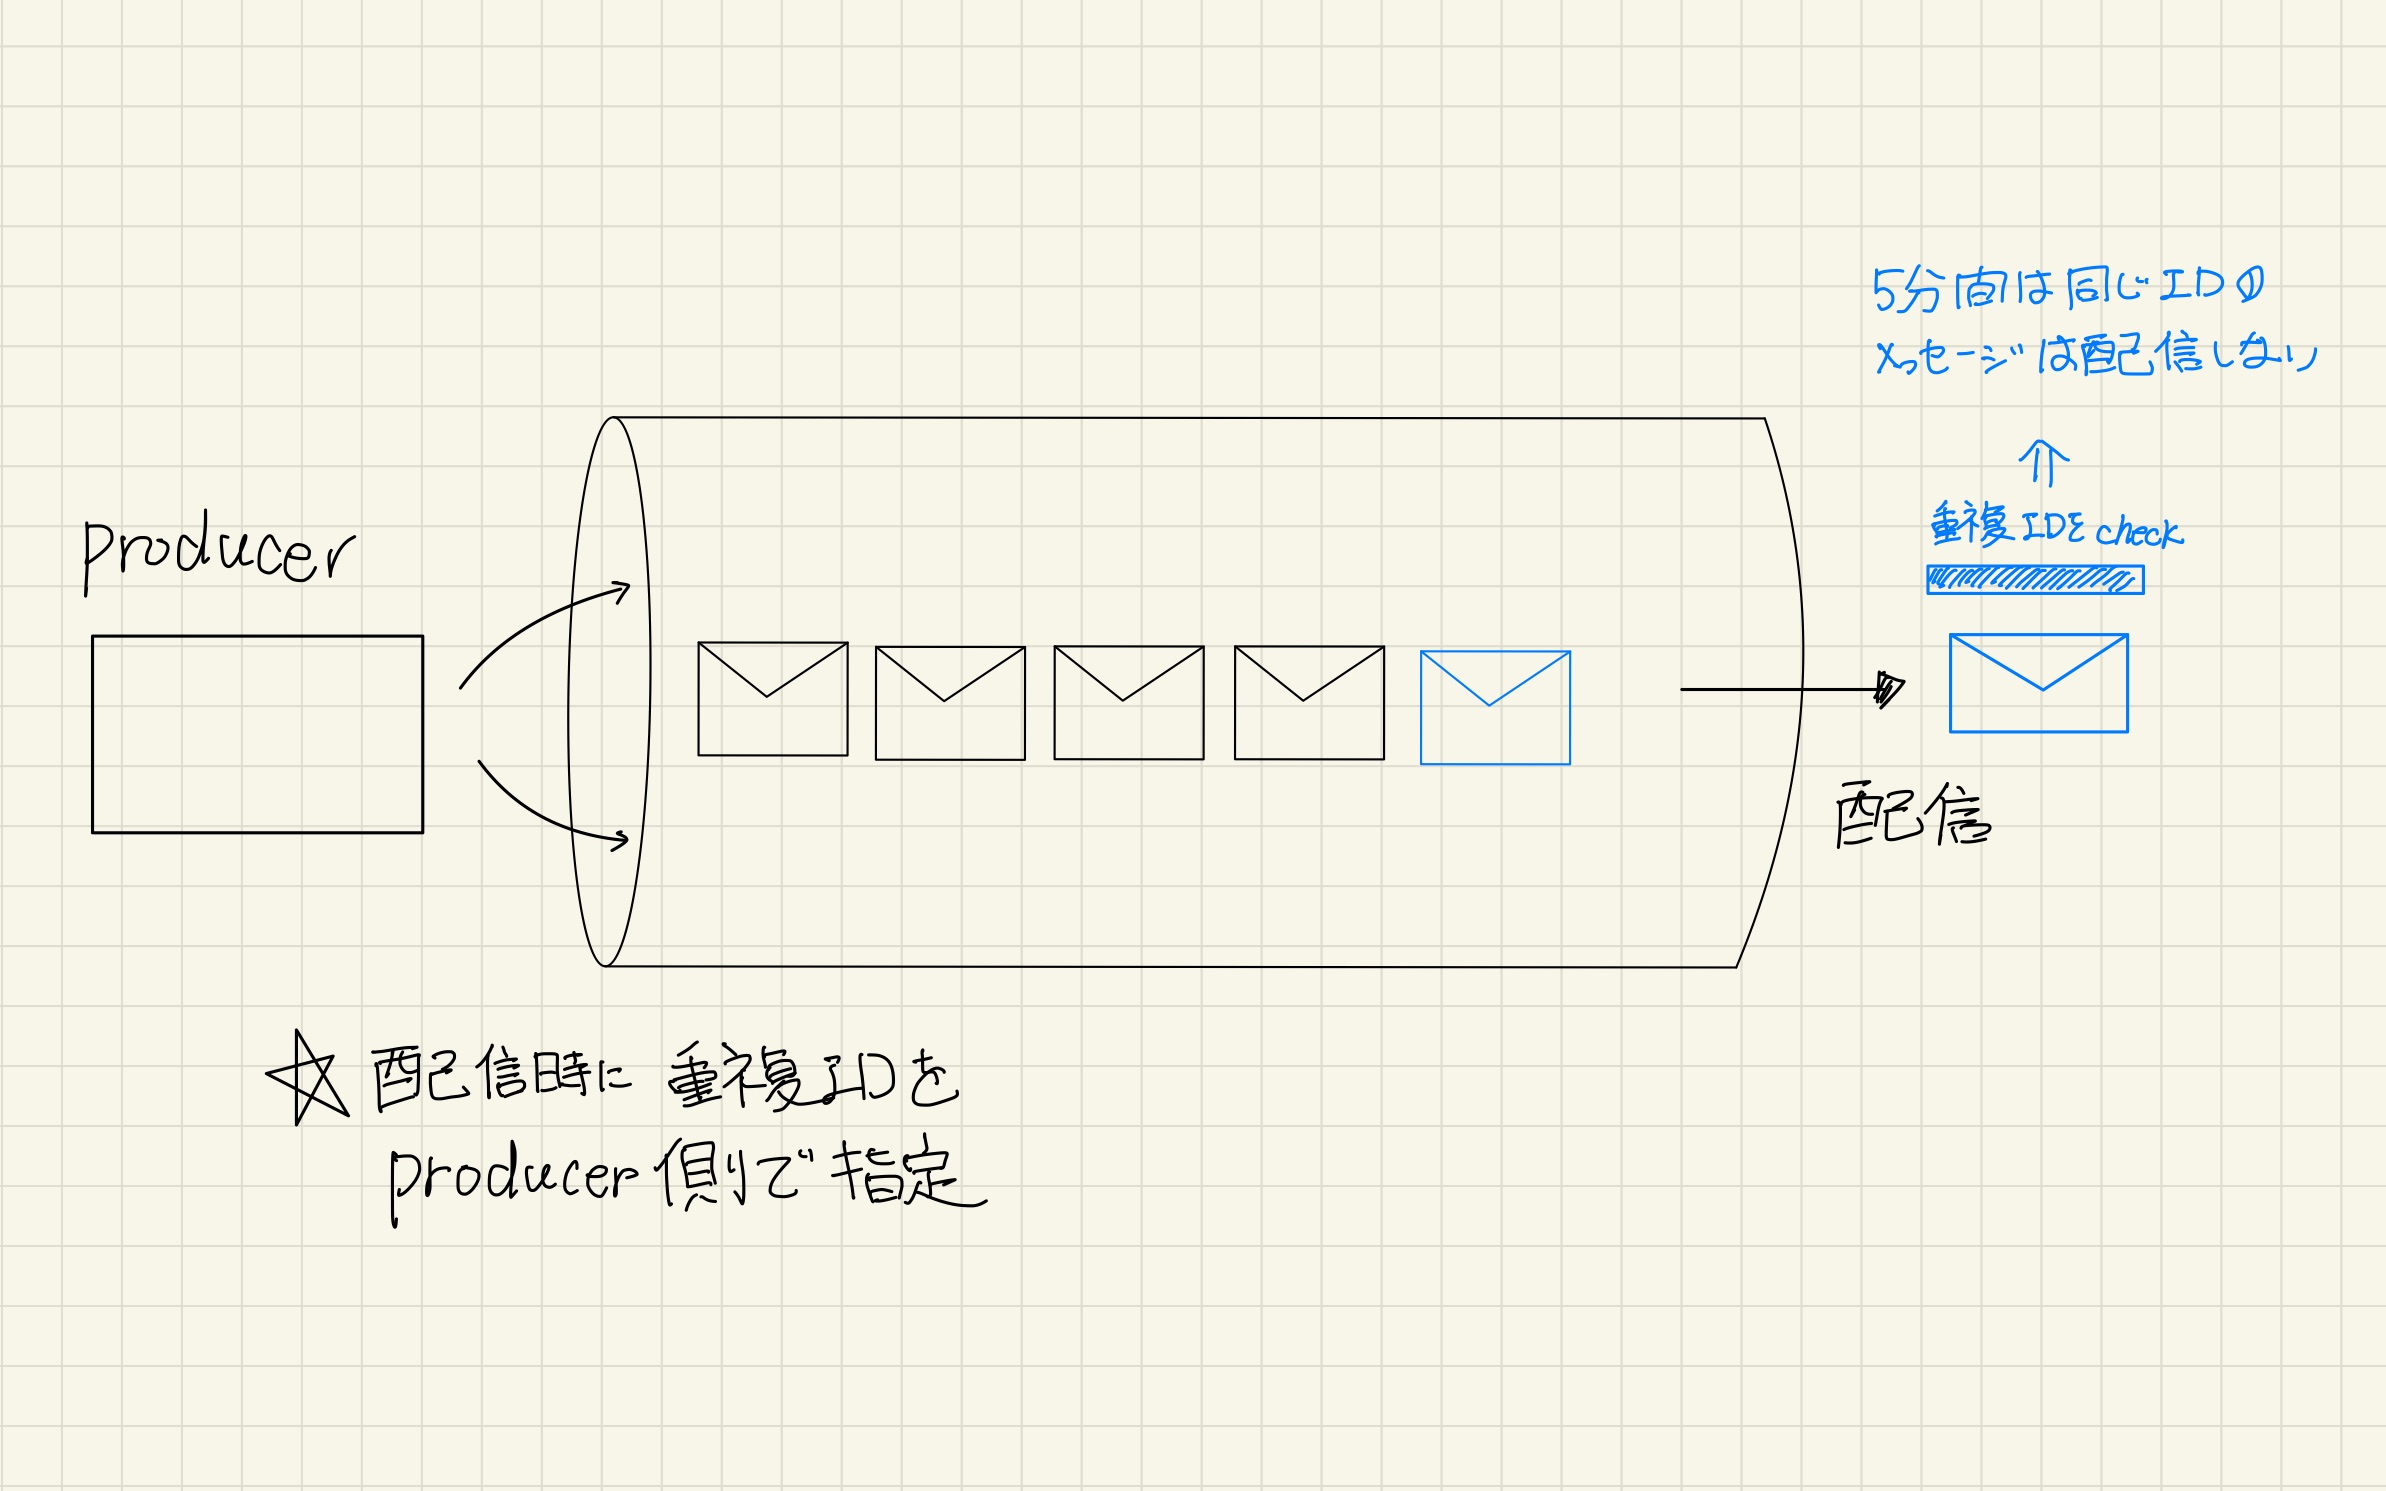 5分間は同じIDの
メッセージは配信しない
重複IDをcheck
producer
配信
☆ 配信時に重複IDを
producer側で指定